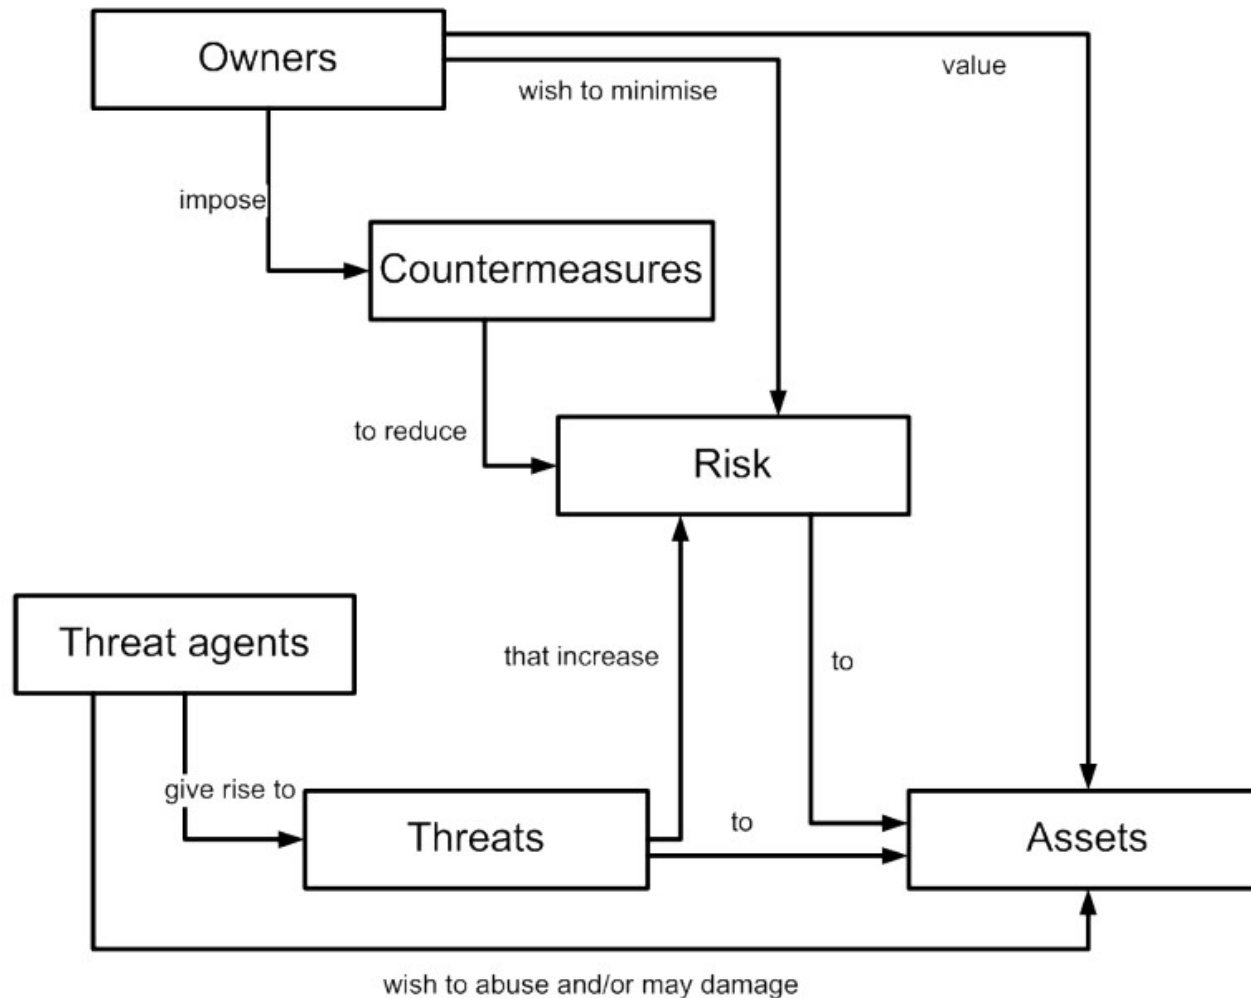 Owners
value
wish to minimise
impose
Countermeasures
to reduce
Risk
Threat agents
that increase
to
give rise to
Threats
to
Assets
wish to abuse and/or may damage